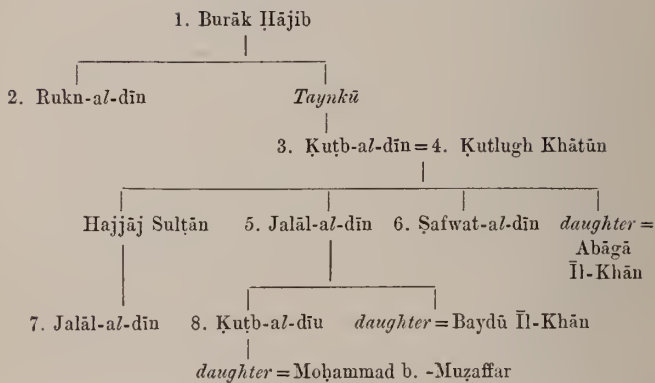 1. Burāk Ḥājib
2. Rukn-al-dīn Taynkū
3. Ḳuṭb-al-dīn = 4. Ḳutlugh Khātūn
Hajjāj Sulṭān 5. Jalāl-al-dīn 6. Ṣafwat-al-dīn daughter =
Abāgā
Īl-Khān
7. Jalāl-al-dīn 8. Ḳuṭb-al-dīu daughter = Baydū Īl-Khān
daughter = Moḥammad b. -Muẓaffar